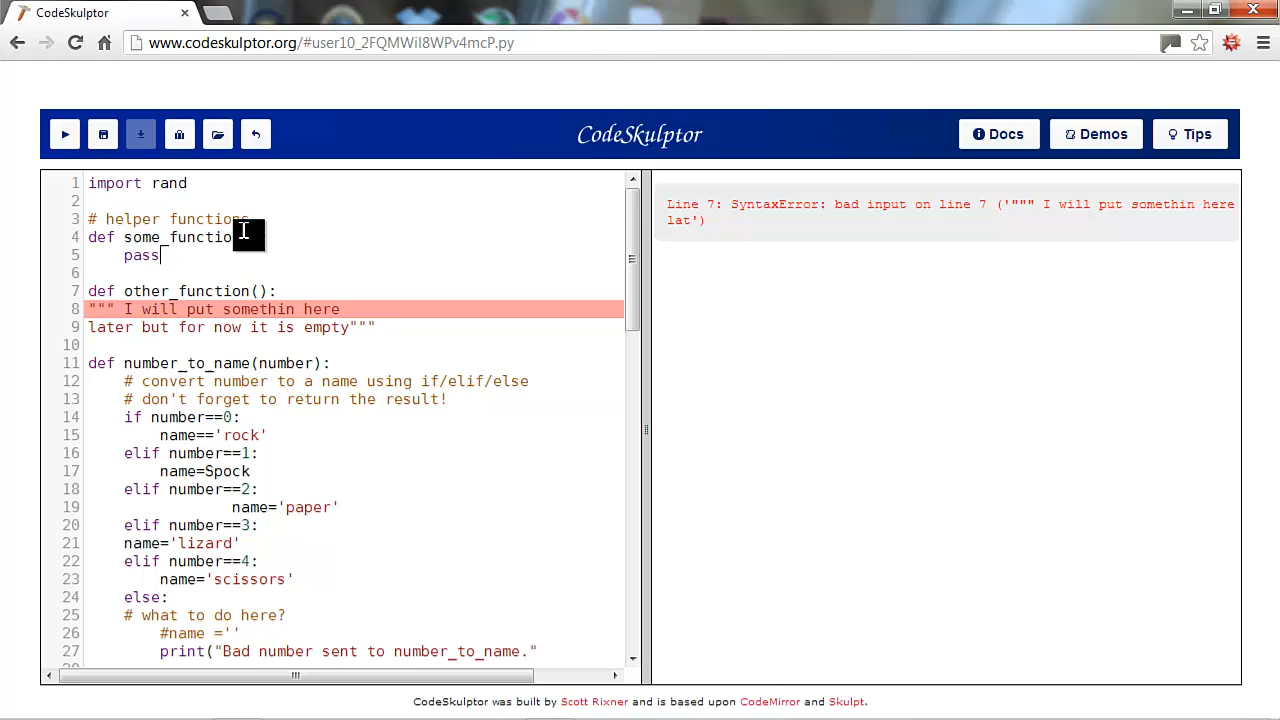 CodeSkulptor
www.codeskulptor.org/#user10_2FQMWiI8WPv4mcP.py
CodeSkulptor
Docs
Demos
Tips
1 import rand
2
3 # helper functions
4 def some_functio
5 pass
6
7 def other_function():
8 """ I will put somethin here
9 later but for now it is empty"""
10
11 def number_to_name(number):
12 # convert number to a name using if/elif/else
13 # don't forget to return the result!
14 if number==0:
15 name=='rock'
16 elif number==1:
17 name=Spock
18 elif number==2:
19 name='paper'
20 elif number==3:
21 name='lizard'
22 elif number==4:
23 name='scissors'
24 else:
25 # what to do here?
26 #name =''
27 print("Bad number sent to number_to_name."
Line 7: SyntaxError: bad input on line 7 ('""" I will put somethin here
lat')
CodeSkulptor was built by Scott Rixner and is based upon CodeMirror and Skulpt.